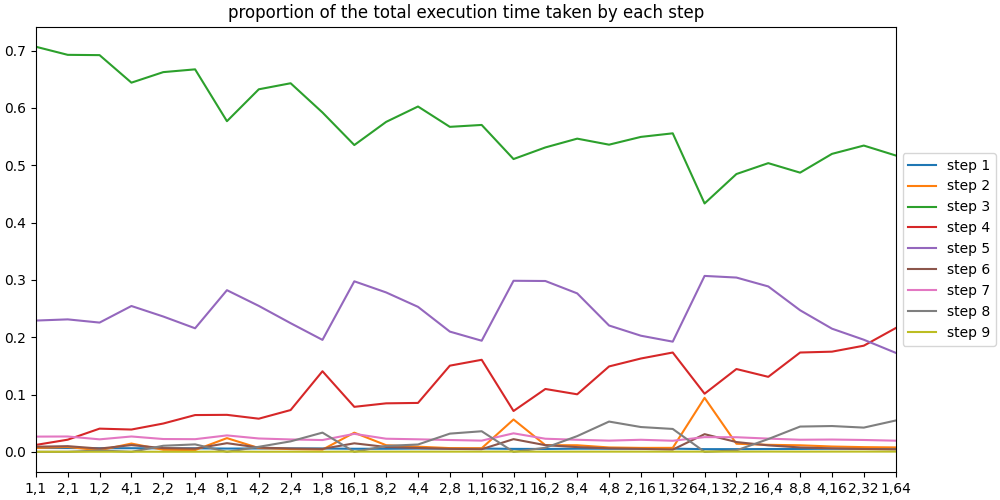 proportion of the total execution time taken by each step
0.7
0.6
0.5
0.4
0.3
0.2
0.1
0.0
1,1 2,1 1,2 4,1 2,2 1,4 8,1 4,2 2,4 1,8 16,1 8,2 4,4 2,8 1,16 32,1 16,2 8,4 4,8 2,16 1,32 64,1 32,2 16,4 8,8 4,16 2,32 1,64
step 1
step 2
step 3
step 4
step 5
step 6
step 7
step 8
step 9